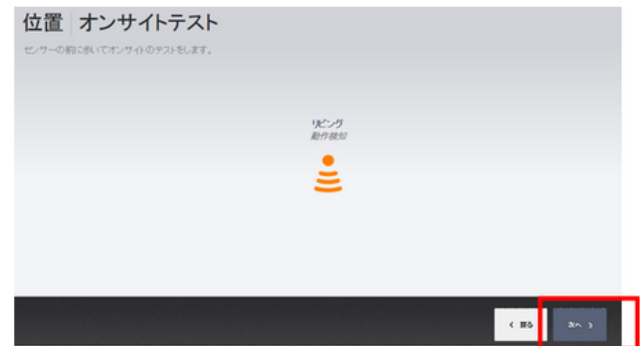 位置 オンサイトテスト
センサーの前に歩いてオンサイトのテストをします。
リビング
動作検知
< 戻る
次へ >